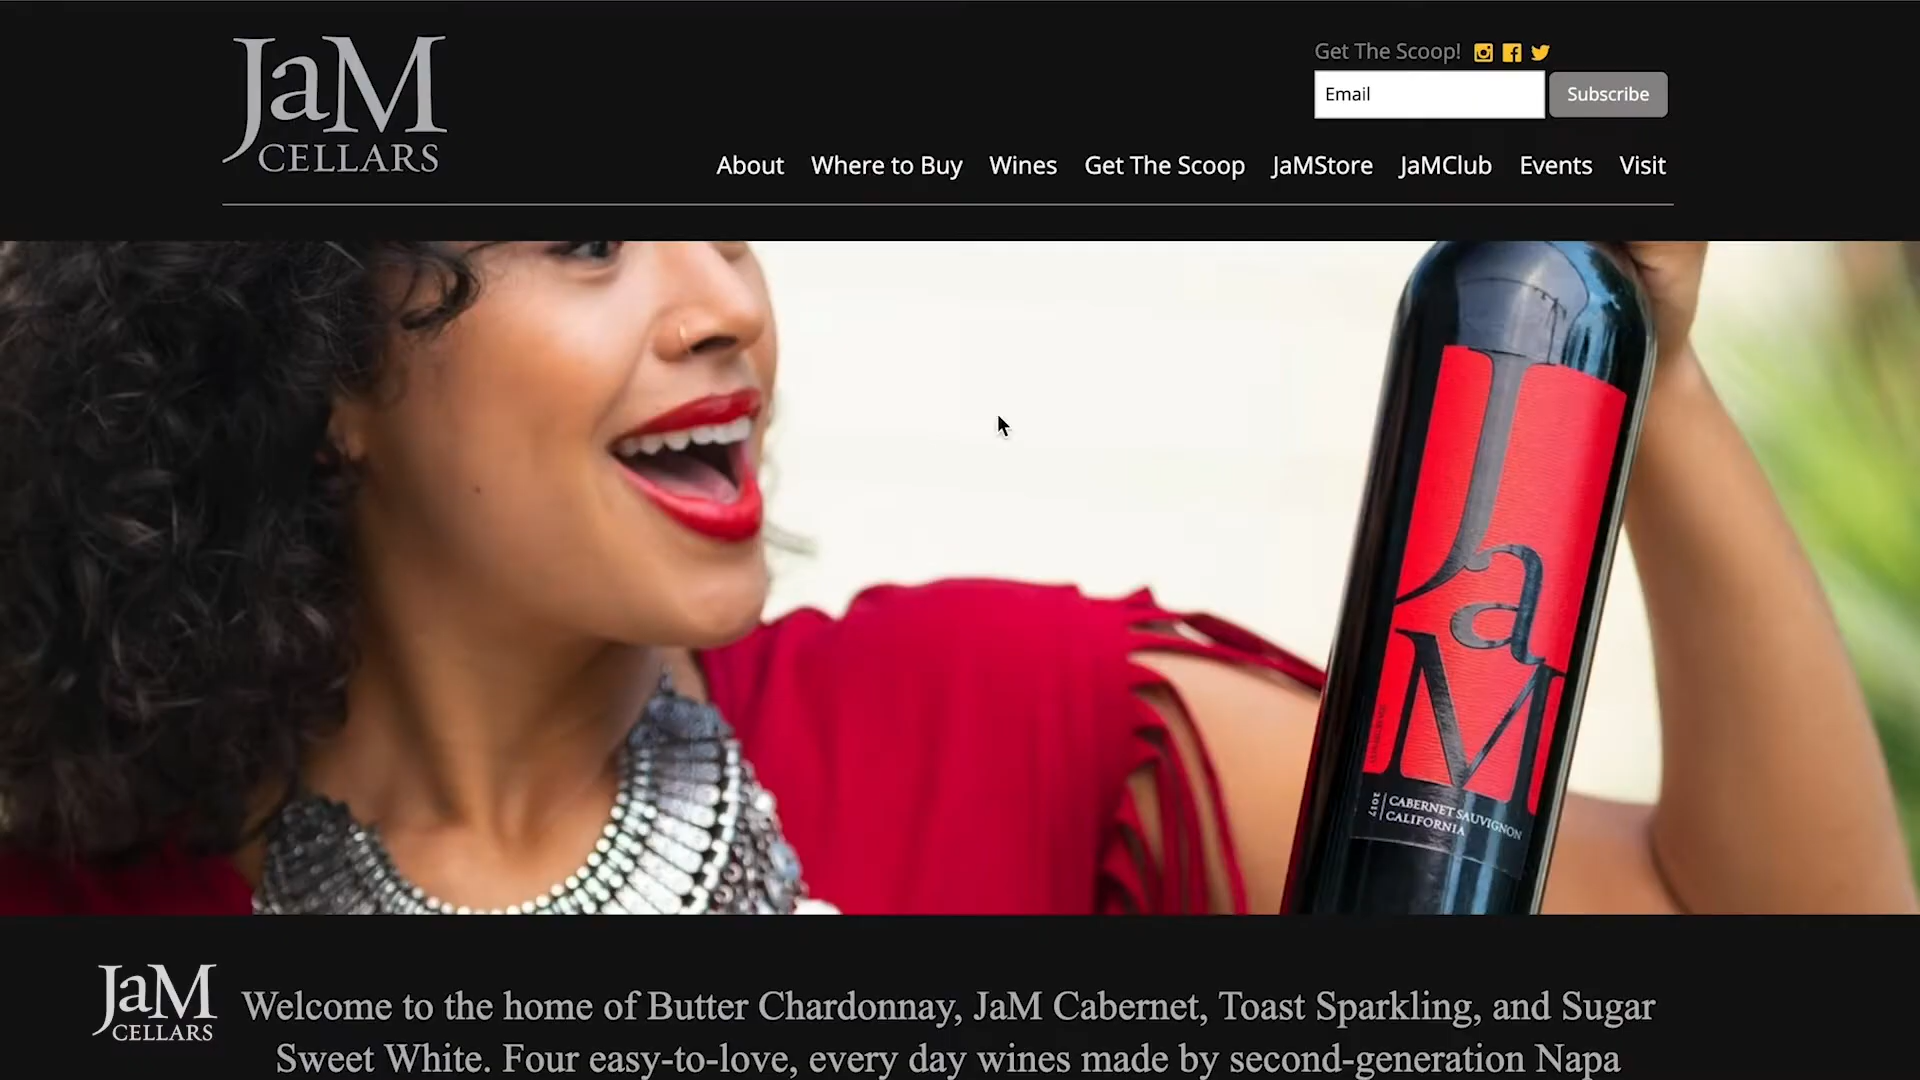 JaM
CELLARS
Get The Scoop!
Email
Subscribe
About
Where to Buy
Wines
Get The Scoop
JaMStore
JaMClub
Events
Visit
JaM
2017
CABERNET SAUVIGNON
CALIFORNIA
JaM
CELLARS
Welcome to the home of Butter Chardonnay, JaM Cabernet, Toast Sparkling, and Sugar
Sweet White. Four easy-to-love, every day wines made by second-generation Napa